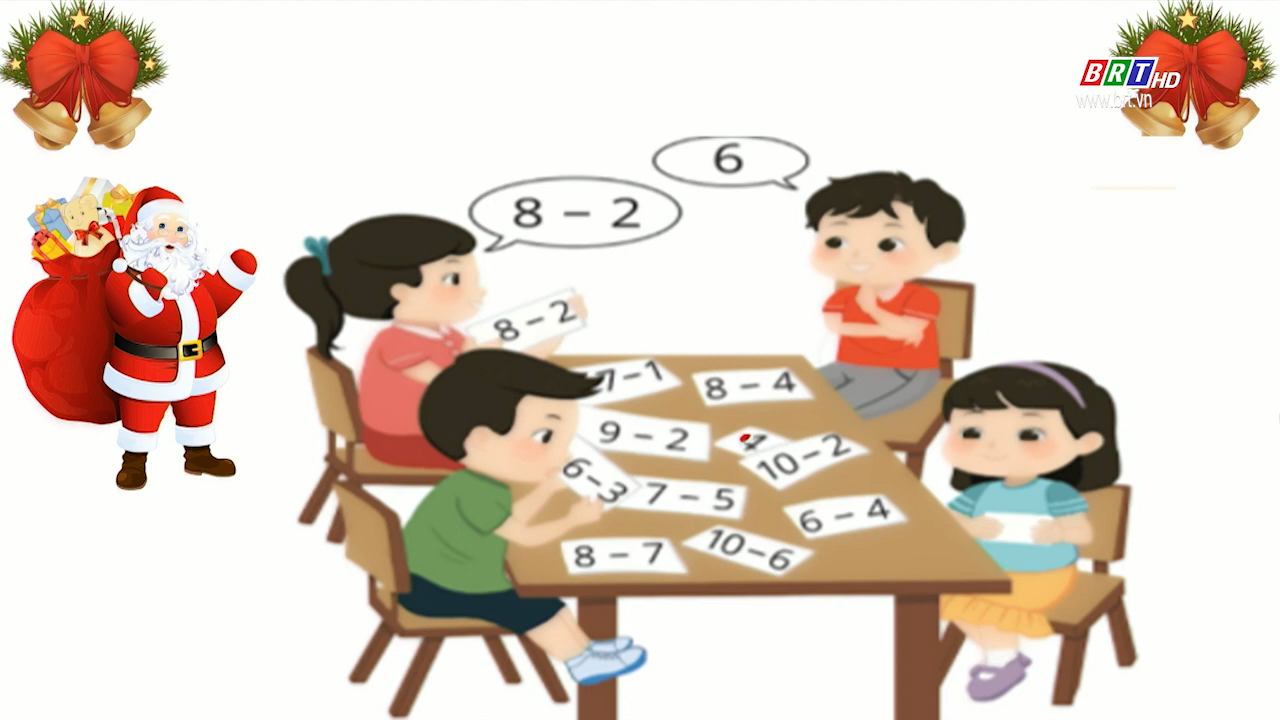 BRT HD
www.brt.vn
6
8 – 2
8 – 2
7 – 1
8 – 4
9 – 2
4
10 – 2
6 – 3
7 – 5
6 – 4
8 – 7
10 – 6